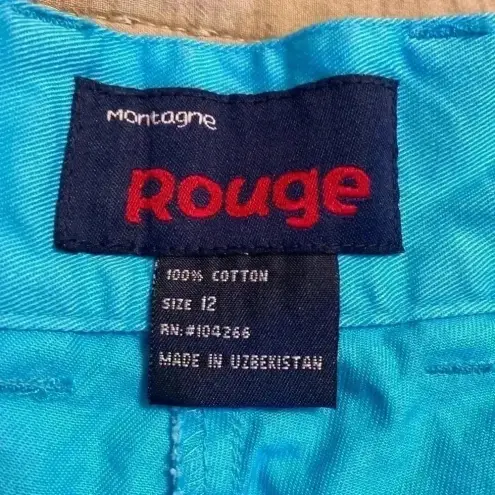 Montagne
Rouge
100% COTTON
SIZE 12
RN:#104266
MADE IN UZBEKISTAN